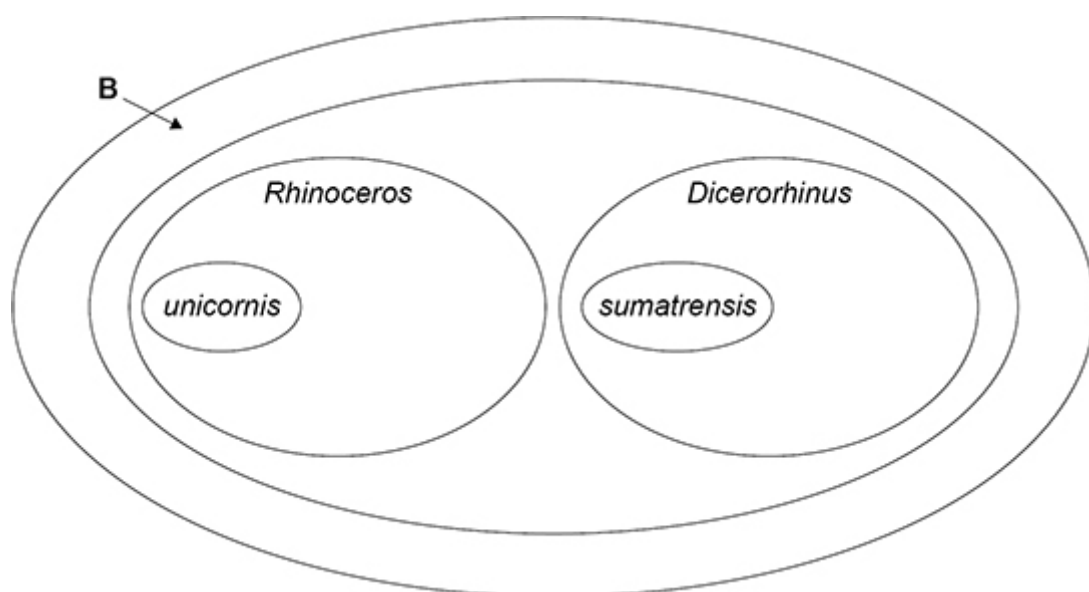 B
Rhinoceros
Dicerorhinus
unicornis
sumatrensis